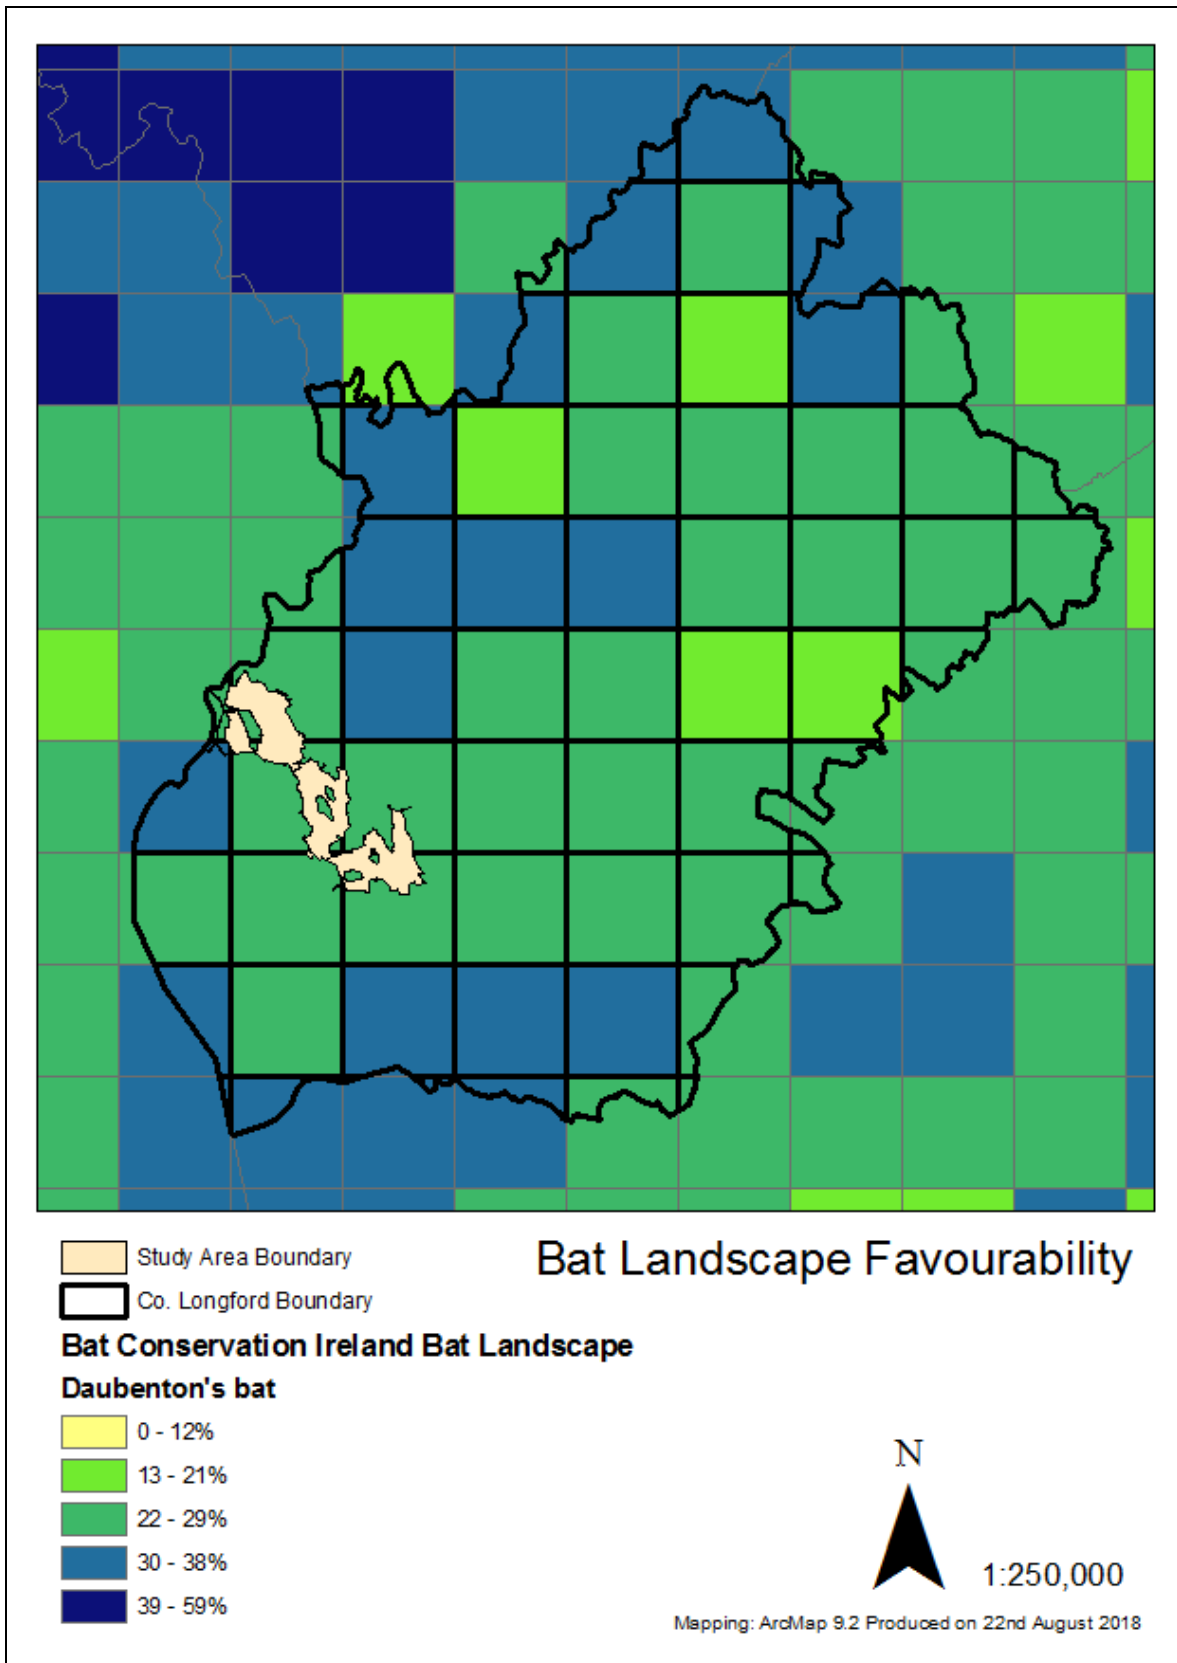 Study Area Boundary
Bat Landscape Favourability
Co. Longford Boundary
Bat Conservation Ireland Bat Landscape
Daubenton's bat
0 - 12%
13 - 21%
22 - 29%
30 - 38%
39 - 59%
N
1:250,000
Mapping: ArcMap 9.2 Produced on 22nd August 2018